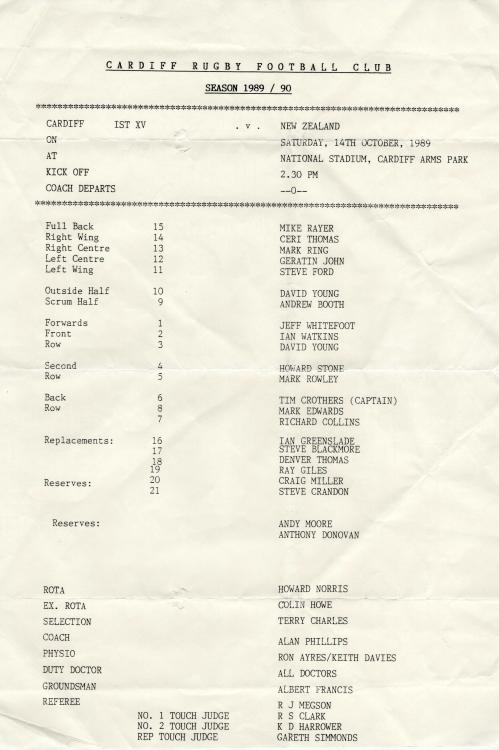 CARDIFF RUGBY FOOTBALL CLUB
SEASON 1989 / 90
************************************************************
CARDIFF IST XV . v . NEW ZEALAND
ON SATURDAY, 14TH OCTOBER, 1989
AT NATIONAL STADIUM, CARDIFF ARMS PARK
KICK OFF 2.30 PM
COACH DEPARTS --0--
************************************************************
Full Back 15 MIKE RAYER
Right Wing 14 CERI THOMAS
Right Centre 13 MARK RING
Left Centre 12 GERATIN JOHN
Left Wing 11 STEVE FORD
Outside Half 10 DAVID YOUNG
Scrum Half 9 ANDREW BOOTH
Forwards 1 JEFF WHITEFOOT
Front 2 IAN WATKINS
Row 3 DAVID YOUNG
Second 4 HOWARD STONE
Row 5 MARK ROWLEY
Back 6 TIM CROTHERS (CAPTAIN)
Row 8 MARK EDWARDS
7 RICHARD COLLINS
Replacements: 16 IAN GREENSLADE
17 STEVE BLACKMORE
18 DENVER THOMAS
19 RAY GILES
Reserves: 20 CRAIG MILLER
21 STEVE CRANDON
Reserves: ANDY MOORE
ANTHONY DONOVAN
ROTA HOWARD NORRIS
EX. ROTA COLIN HOWE
SELECTION TERRY CHARLES
COACH ALAN PHILLIPS
PHYSIO RON AYRES/KEITH DAVIES
DUTY DOCTOR ALL DOCTORS
GROUNDSMAN ALBERT FRANCIS
REFEREE R J MEGSON
NO. 1 TOUCH JUDGE R S CLARK
NO. 2 TOUCH JUDGE K D HARROWER
REP TOUCH JUDGE GARETH SIMMONDS